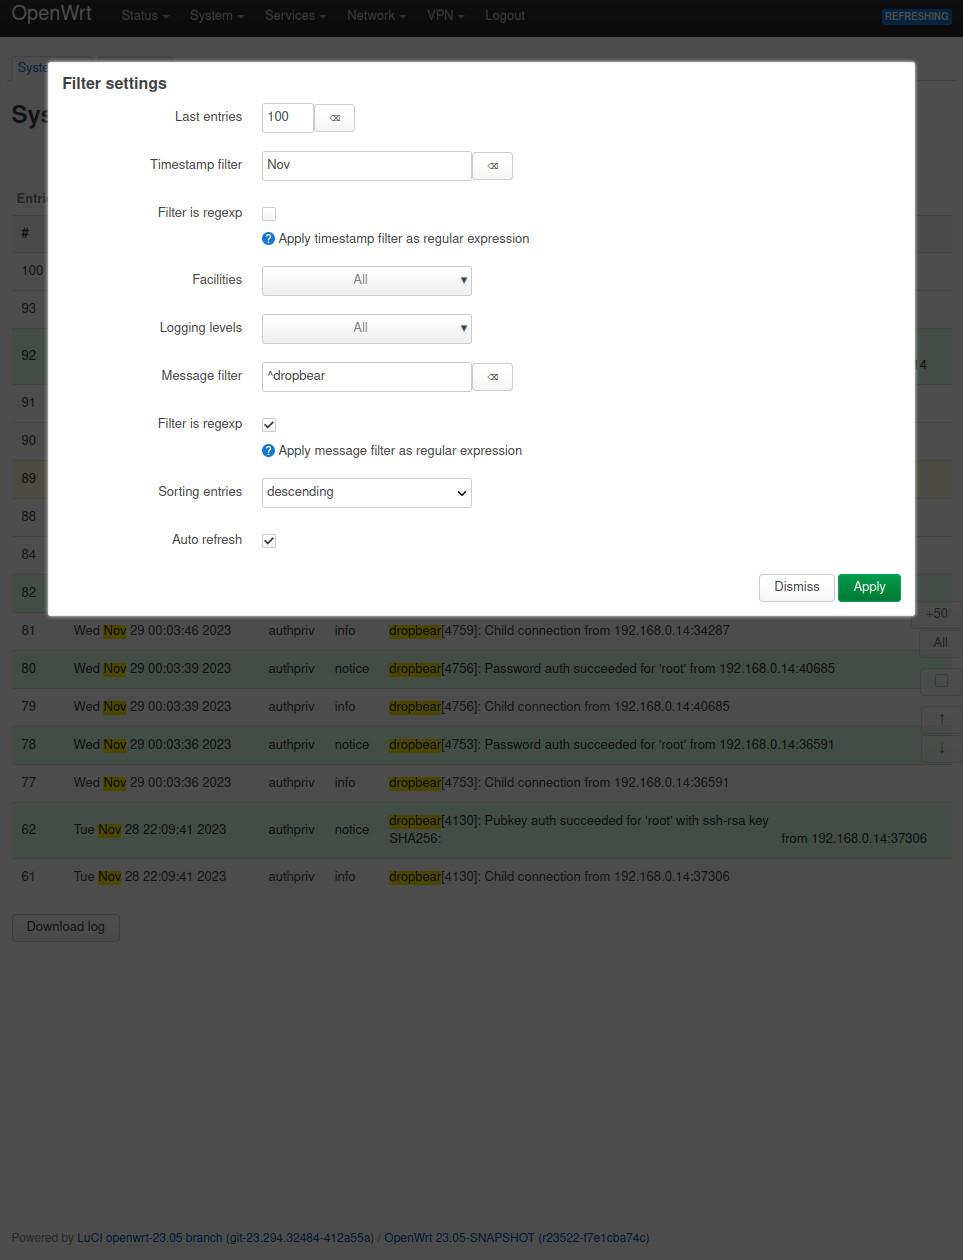 OpenWrt Status System Services Network VPN Logout REFRESHING
Syste
Sys
Filter settings
Last entries 100
Timestamp filter Nov
Filter is regexp
Apply timestamp filter as regular expression
Facilities All
Logging levels All
Message filter ^dropbear
Filter is regexp
Apply message filter as regular expression
Sorting entries descending
Auto refresh
Dismiss Apply
Entri
#
100
93
92
14
91
90
89
88
84
82
+50
All
81 Wed Nov 29 00:03:46 2023 authpriv info dropbear[4759]: Child connection from 192.168.0.14:34287
80 Wed Nov 29 00:03:39 2023 authpriv notice dropbear[4756]: Password auth succeeded for 'root' from 192.168.0.14:40685
79 Wed Nov 29 00:03:39 2023 authpriv info dropbear[4756]: Child connection from 192.168.0.14:40685
78 Wed Nov 29 00:03:36 2023 authpriv notice dropbear[4753]: Password auth succeeded for 'root' from 192.168.0.14:36591
77 Wed Nov 29 00:03:36 2023 authpriv info dropbear[4753]: Child connection from 192.168.0.14:36591
62 Tue Nov 28 22:09:41 2023 authpriv notice dropbear[4130]: Pubkey auth succeeded for 'root' with ssh-rsa key
SHA256: from 192.168.0.14:37306
61 Tue Nov 28 22:09:41 2023 authpriv info dropbear[4130]: Child connection from 192.168.0.14:37306
Download log
Powered by LuCI openwrt-23.05 branch (git-23.294.32484-412a55a) / OpenWrt 23.05-SNAPSHOT (r23522-f7e1cba74c)